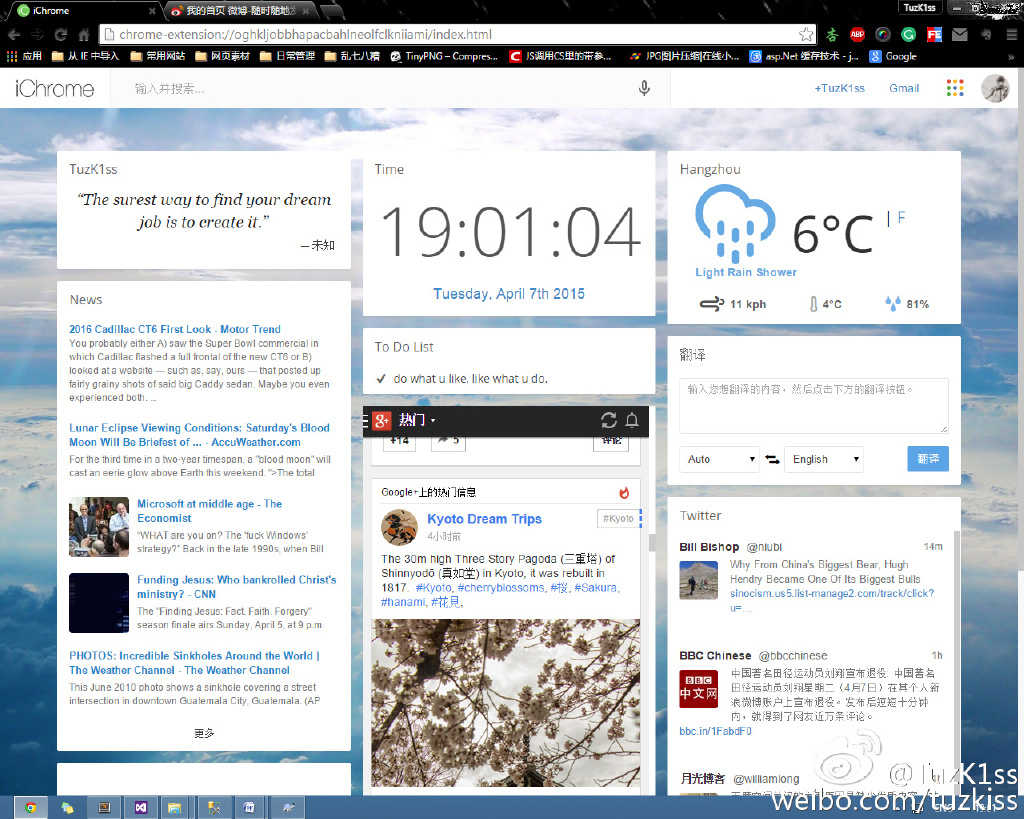 iChrome
我的首页 微博-随时随地
TuzK1ss
chrome-extension://oghkljobbhapacbahlneolfclkniiami/index.html
应用 从 IE 中导入 常用网站 网页素材 日常管理 乱七八糟 TinyPNG – Compres... JS调用CS里的带参... JPG图片压缩|在线小... asp.Net 缓存技术 - j... Google
iChrome
输入并搜索...
+TuzK1ss
Gmail
TuzK1ss
“The surest way to find your dream
job is to create it.”
— 未知
News
2016 Cadillac CT6 First Look - Motor Trend
You probably either A) saw the Super Bowl commercial in
which Cadillac flashed a full frontal of the new CT6 or B)
looked at a website — such as, say, ours — that posted up
fairly grainy shots of said big Caddy sedan. Maybe you even
experienced both. ...
Lunar Eclipse Viewing Conditions: Saturday's Blood
Moon Will Be Briefest of ... - AccuWeather.com
For the third time in a two-year timespan, a "blood moon" will
cast an eerie glow above Earth this weekend. ">The total
Microsoft at middle age - The
Economist
“WHAT are you on? The 'fuck Windows'
strategy?” Back in the late 1990s, when Bill
Funding Jesus: Who bankrolled Christ's
ministry? - CNN
The "Finding Jesus: Fact. Faith. Forgery"
season finale airs Sunday, April 5, at 9 p.m.
PHOTOS: Incredible Sinkholes Around the World |
The Weather Channel - The Weather Channel
This June 2010 photo shows a sinkhole covering a street
intersection in downtown Guatemala City, Guatemala. (AP
更多
Time
19:01:04
Tuesday, April 7th 2015
To Do List
do what u like, like what u do.
热门
+14
5
评论
Google+上的热门信息
Kyoto Dream Trips
#Kyoto
4小时前
The 30m high Three Story Pagoda (三重塔) of
Shinnyodō (真如堂) in Kyoto, it was rebuilt in
1817. #Kyoto, #cherryblossoms, #桜, #Sakura,
#hanami, #花見,
Hangzhou
6°C
F
Light Rain Shower
11 kph
4°C
81%
翻译
输入您想翻译的内容，然后点击下方的翻译按钮。
Auto
English
翻译
Twitter
Bill Bishop @niubi 14m
Why From China's Biggest Bear, Hugh
Hendry Became One Of Its Biggest Bulls
sinocism.us5.list-manage2.com/track/click?
u=...
BBC Chinese @bbcchinese 1h
BBC
中文网
中国著名田径运动员刘翔宣布退役: 中国著名
田径运动员刘翔星期二（4月7日）在其个人新
浪微博账户上宣布退役。发布后短短十分钟
内，就得到了网友近万条评论。
bbc.in/1FabdF0
月光博客 @williamlong
@TuzK1ss
weibo.com/tuzkiss